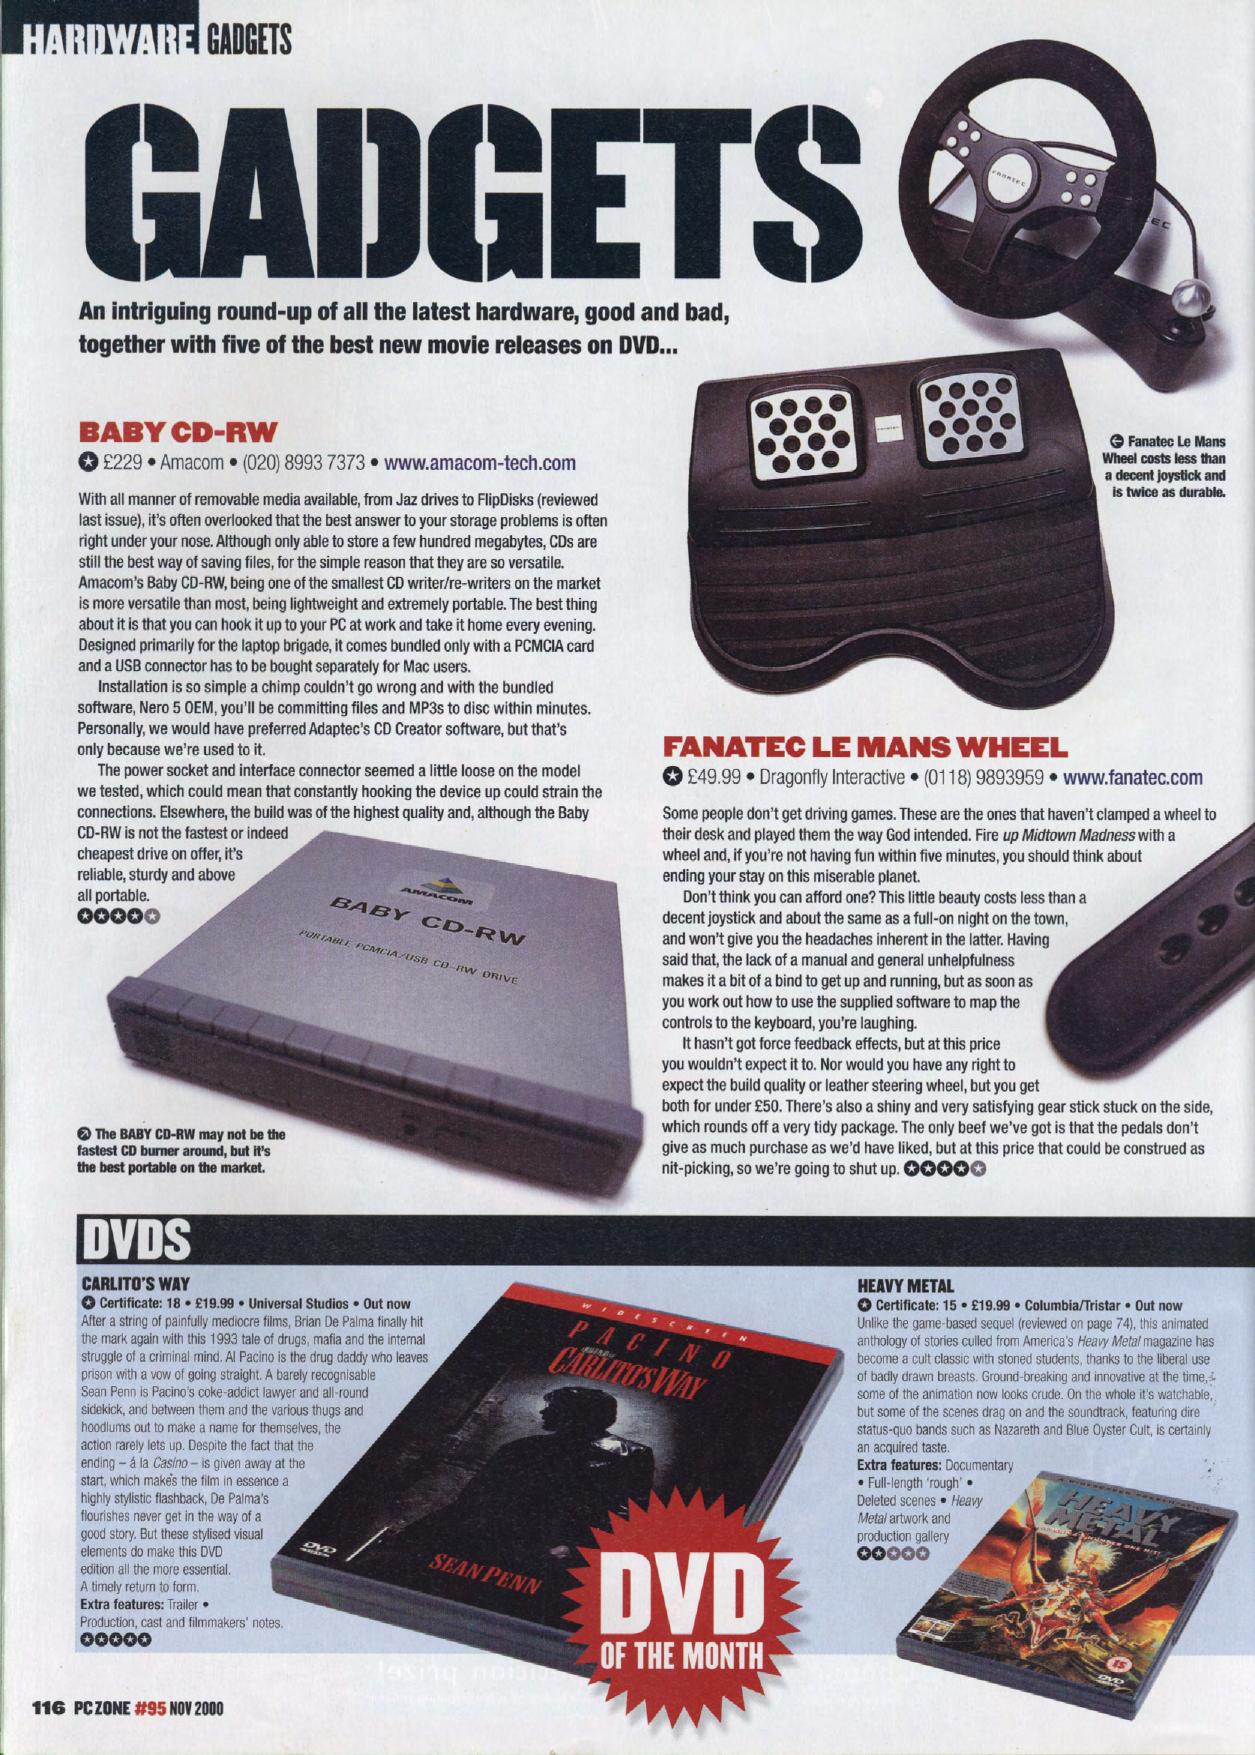 HARDWARE GADGETS
GADGETS
An intriguing round-up of all the latest hardware, good and bad,
together with five of the best new movie releases on DVD...
FANATEC
Fanatec Le Mans
Wheel costs less than
a decent joystick and
is twice as durable.
BABY CD-RW
£229 • Amacom • (020) 8993 7373 • www.amacom-tech.com
With all manner of removable media available, from Jaz drives to FlipDisks (reviewed
last issue), it's often overlooked that the best answer to your storage problems is often
right under your nose. Although only able to store a few hundred megabytes, CDs are
still the best way of saving files, for the simple reason that they are so versatile.
Amacom's Baby CD-RW, being one of the smallest CD writer/re-writers on the market
is more versatile than most, being lightweight and extremely portable. The best thing
about it is that you can hook it up to your PC at work and take it home every evening.
Designed primarily for the laptop brigade, it comes bundled only with a PCMCIA card
and a USB connector has to be bought separately for Mac users.
Installation is so simple a chimp couldn't go wrong and with the bundled
software, Nero 5 OEM, you'll be committing files and MP3s to disc within minutes.
Personally, we would have preferred Adaptec's CD Creator software, but that's
only because we're used to it.
The power socket and interface connector seemed a little loose on the model
we tested, which could mean that constantly hooking the device up could strain the
connections. Elsewhere, the build was of the highest quality and, although the Baby
CD-RW is not the fastest or indeed
cheapest drive on offer, it's
reliable, sturdy and above
all portable.
AMACOM
BABY CD-RW
PORTABLE PCMCIA/USB CD-RW DRIVE
The BABY CD-RW may not be the
fastest CD burner around, but it's
the best portable on the market.
FANATEC LE MANS WHEEL
£49.99 • Dragonfly Interactive • (0118) 9893959 • www.fanatec.com
Some people don't get driving games. These are the ones that haven't clamped a wheel to
their desk and played them the way God intended. Fire up Midtown Madness with a
wheel and, if you're not having fun within five minutes, you should think about
ending your stay on this miserable planet.
Don't think you can afford one? This little beauty costs less than a
decent joystick and about the same as a full-on night on the town,
and won't give you the headaches inherent in the latter. Having
said that, the lack of a manual and general unhelpfulness
makes it a bit of a bind to get up and running, but as soon as
you work out how to use the supplied software to map the
controls to the keyboard, you're laughing.
It hasn't got force feedback effects, but at this price
you wouldn't expect it to. Nor would you have any right to
expect the build quality or leather steering wheel, but you get
both for under £50. There's also a shiny and very satisfying gear stick stuck on the side,
which rounds off a very tidy package. The only beef we've got is that the pedals don't
give as much purchase as we'd have liked, but at this price that could be construed as
nit-picking, so we're going to shut up.
DVDS
CARLITO'S WAY
Certificate: 18 • £19.99 • Universal Studios • Out now
After a string of painfully mediocre films, Brian De Palma finally hit
the mark again with this 1993 tale of drugs, mafia and the internal
struggle of a criminal mind. Al Pacino is the drug daddy who leaves
prison with a vow of going straight. A barely recognisable
Sean Penn is Pacino's coke-addict lawyer and all-round
sidekick, and between them and the various thugs and
hoodlums out to make a name for themselves, the
action rarely lets up. Despite the fact that the
ending – á la Casino – is given away at the
start, which makes the film in essence a
highly stylistic flashback, De Palma's
flourishes never get in the way of a
good story. But these stylised visual
elements do make this DVD
edition all the more essential.
A timely return to form.
Extra features: Trailer •
Production, cast and filmmakers' notes.
WIDESCREEN
PACINO
CARLITO'S WAY
SEAN PENN
DVD
DVD
OF THE MONTH
HEAVY METAL
Certificate: 15 • £19.99 • Columbia/Tristar • Out now
Unlike the game-based sequel (reviewed on page 74), this animated
anthology of stories culled from America's Heavy Metal magazine has
become a cult classic with stoned students, thanks to the liberal use
of badly drawn breasts. Ground-breaking and innovative at the time,
some of the animation now looks crude. On the whole it's watchable,
but some of the scenes drag on and the soundtrack, featuring dire
status-quo bands such as Nazareth and Blue Oyster Cult, is certainly
an acquired taste.
Extra features: Documentary
• Full-length 'rough' •
Deleted scenes • Heavy
Metal artwork and
production gallery
HEAVY
METAL
15
DVD
116 PCZONE #95 NOV 2000